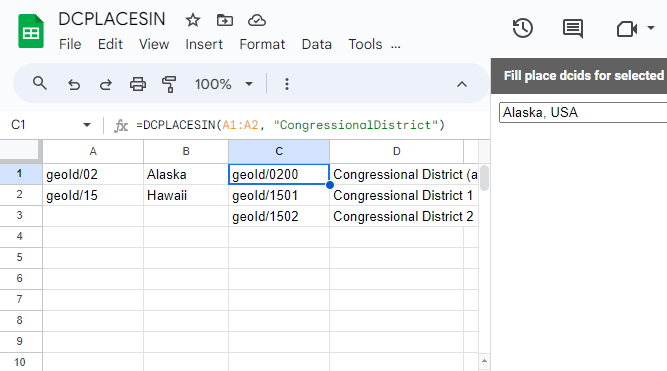 DCPLACESIN
File Edit View Insert Format Data Tools ...
100%
C1 fx =DCPLACESIN(A1:A2, "CongressionalDistrict")
A B C D
1 geoId/02 Alaska geoId/0200 Congressional District (a
2 geoId/15 Hawaii geoId/1501 Congressional District 1
3 geoId/1502 Congressional District 2
4
5
6
7
8
9
10
Fill place dcids for selected
Alaska, USA